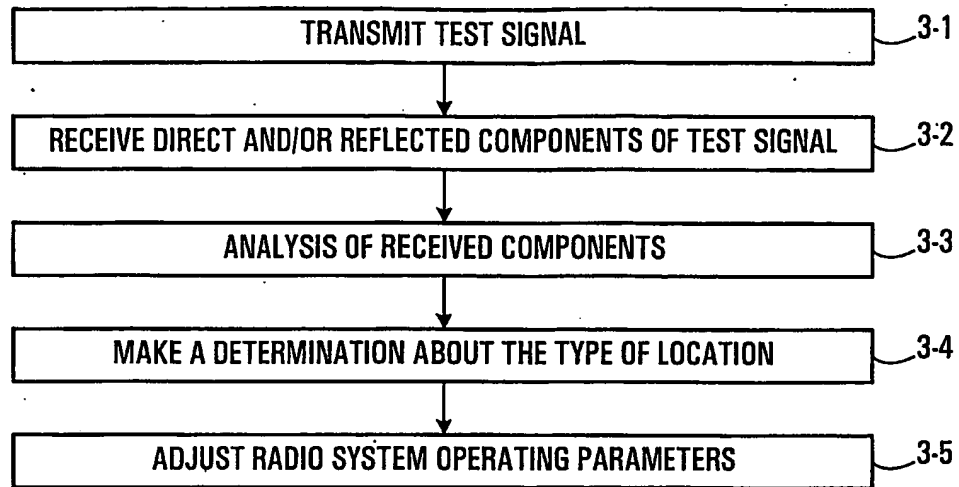 TRANSMIT TEST SIGNAL 3-1
RECEIVE DIRECT AND/OR REFLECTED COMPONENTS OF TEST SIGNAL 3-2
ANALYSIS OF RECEIVED COMPONENTS 3-3
MAKE A DETERMINATION ABOUT THE TYPE OF LOCATION 3-4
ADJUST RADIO SYSTEM OPERATING PARAMETERS 3-5